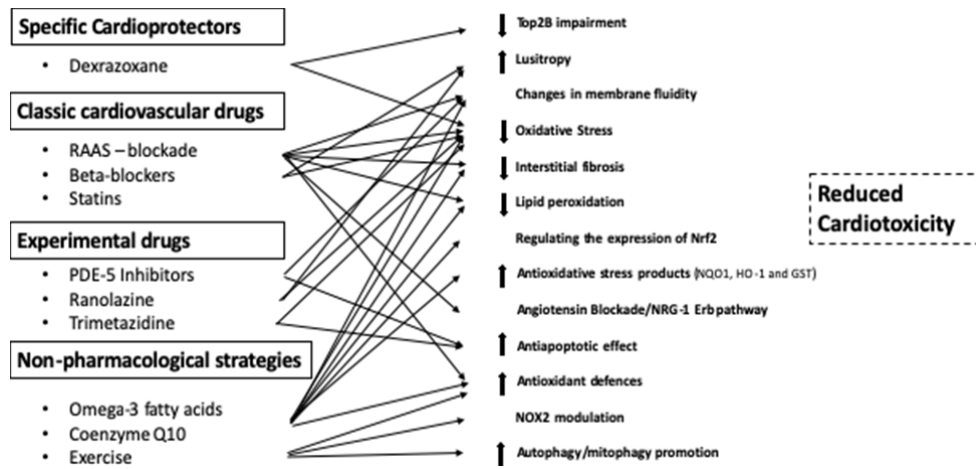 Specific Cardioprotectors
• Dexrazoxane
Classic cardiovascular drugs
• RAAS – blockade
• Beta-blockers
• Statins
Experimental drugs
• PDE-5 Inhibitors
• Ranolazine
• Trimetazidine
Non-pharmacological strategies
• Omega-3 fatty acids
• Coenzyme Q10
• Exercise
Top2B impairment
Lusitropy
Changes in membrane fluidity
Oxidative Stress
Interstitial fibrosis
Lipid peroxidation
Regulating the expression of Nrf2
Antioxidative stress products (NQO1, HO-1 and GST)
Angiotensin Blockade/NRG-1 Erb pathway
Antiapoptotic effect
Antioxidant defences
NOX2 modulation
Autophagy/mitophagy promotion
Reduced
Cardiotoxicity